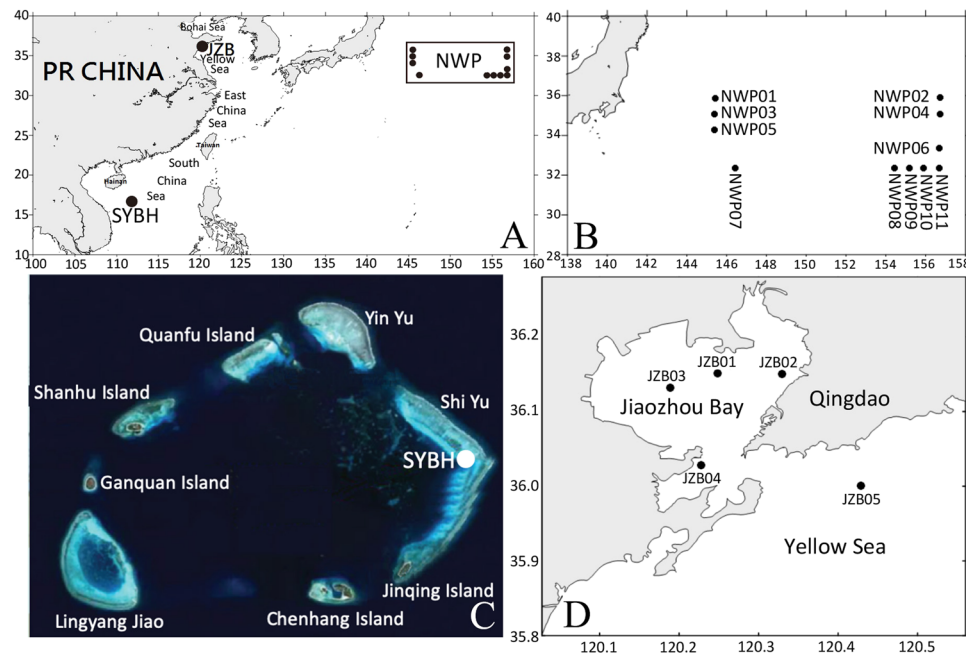 Bohai Sea
JZB
Yellow
Sea
PR CHINA
NWP
East
China
Sea
Taiwan
South
China
Sea
Hainan
SYBH
A
40
35
30
25
20
15
10
100 105 110 115 120 125 130 135 140 145 150 155 160
40
38
36
34
32
30
28
NWP01
NWP03
NWP05
NWP02
NWP04
NWP06
NWP07
NWP08
NWP09
NWP10
NWP11
B
138 140 142 144 146 148 150 152 154 156 158
Yin Yu
Quanfu Island
Shanhu Island
Shi Yu
SYBH
Ganquan Island
Jinqing Island
Lingyang Jiao
Chenhang Island
C
36.2
36.1
36.0
35.9
35.8
JZB01
JZB02
JZB03
Jiaozhou Bay
Qingdao
JZB04
JZB05
Yellow Sea
D
120.1 120.2 120.3 120.4 120.5